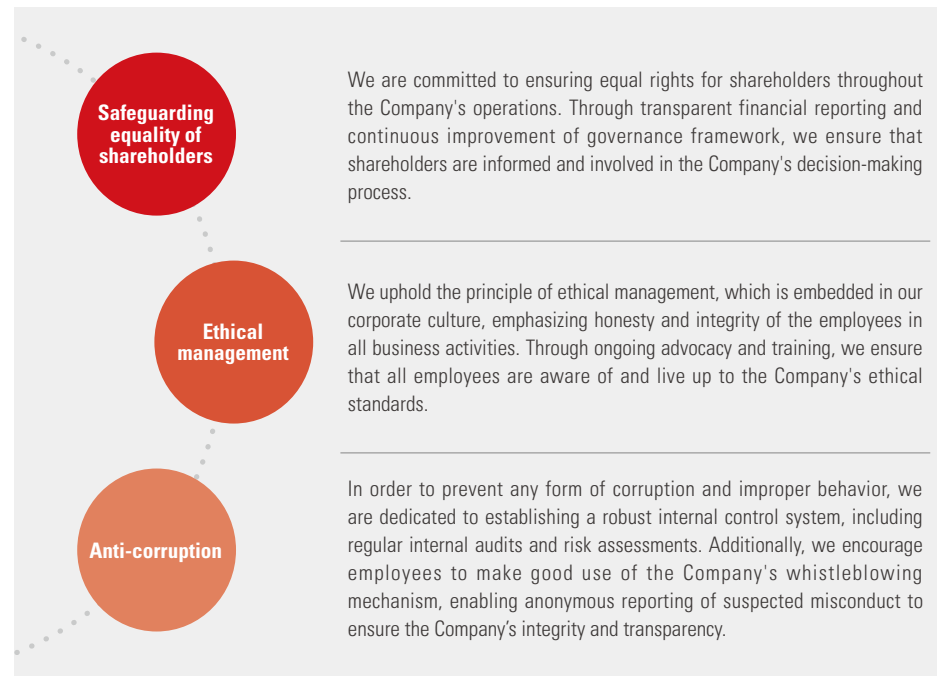 Safeguarding
equality of
shareholders
We are committed to ensuring equal rights for shareholders throughout
the Company's operations. Through transparent financial reporting and
continuous improvement of governance framework, we ensure that
shareholders are informed and involved in the Company's decision-making
process.
Ethical
management
We uphold the principle of ethical management, which is embedded in our
corporate culture, emphasizing honesty and integrity of the employees in
all business activities. Through ongoing advocacy and training, we ensure
that all employees are aware of and live up to the Company's ethical
standards.
Anti-corruption
In order to prevent any form of corruption and improper behavior, we
are dedicated to establishing a robust internal control system, including
regular internal audits and risk assessments. Additionally, we encourage
employees to make good use of the Company's whistleblowing
mechanism, enabling anonymous reporting of suspected misconduct to
ensure the Company’s integrity and transparency.